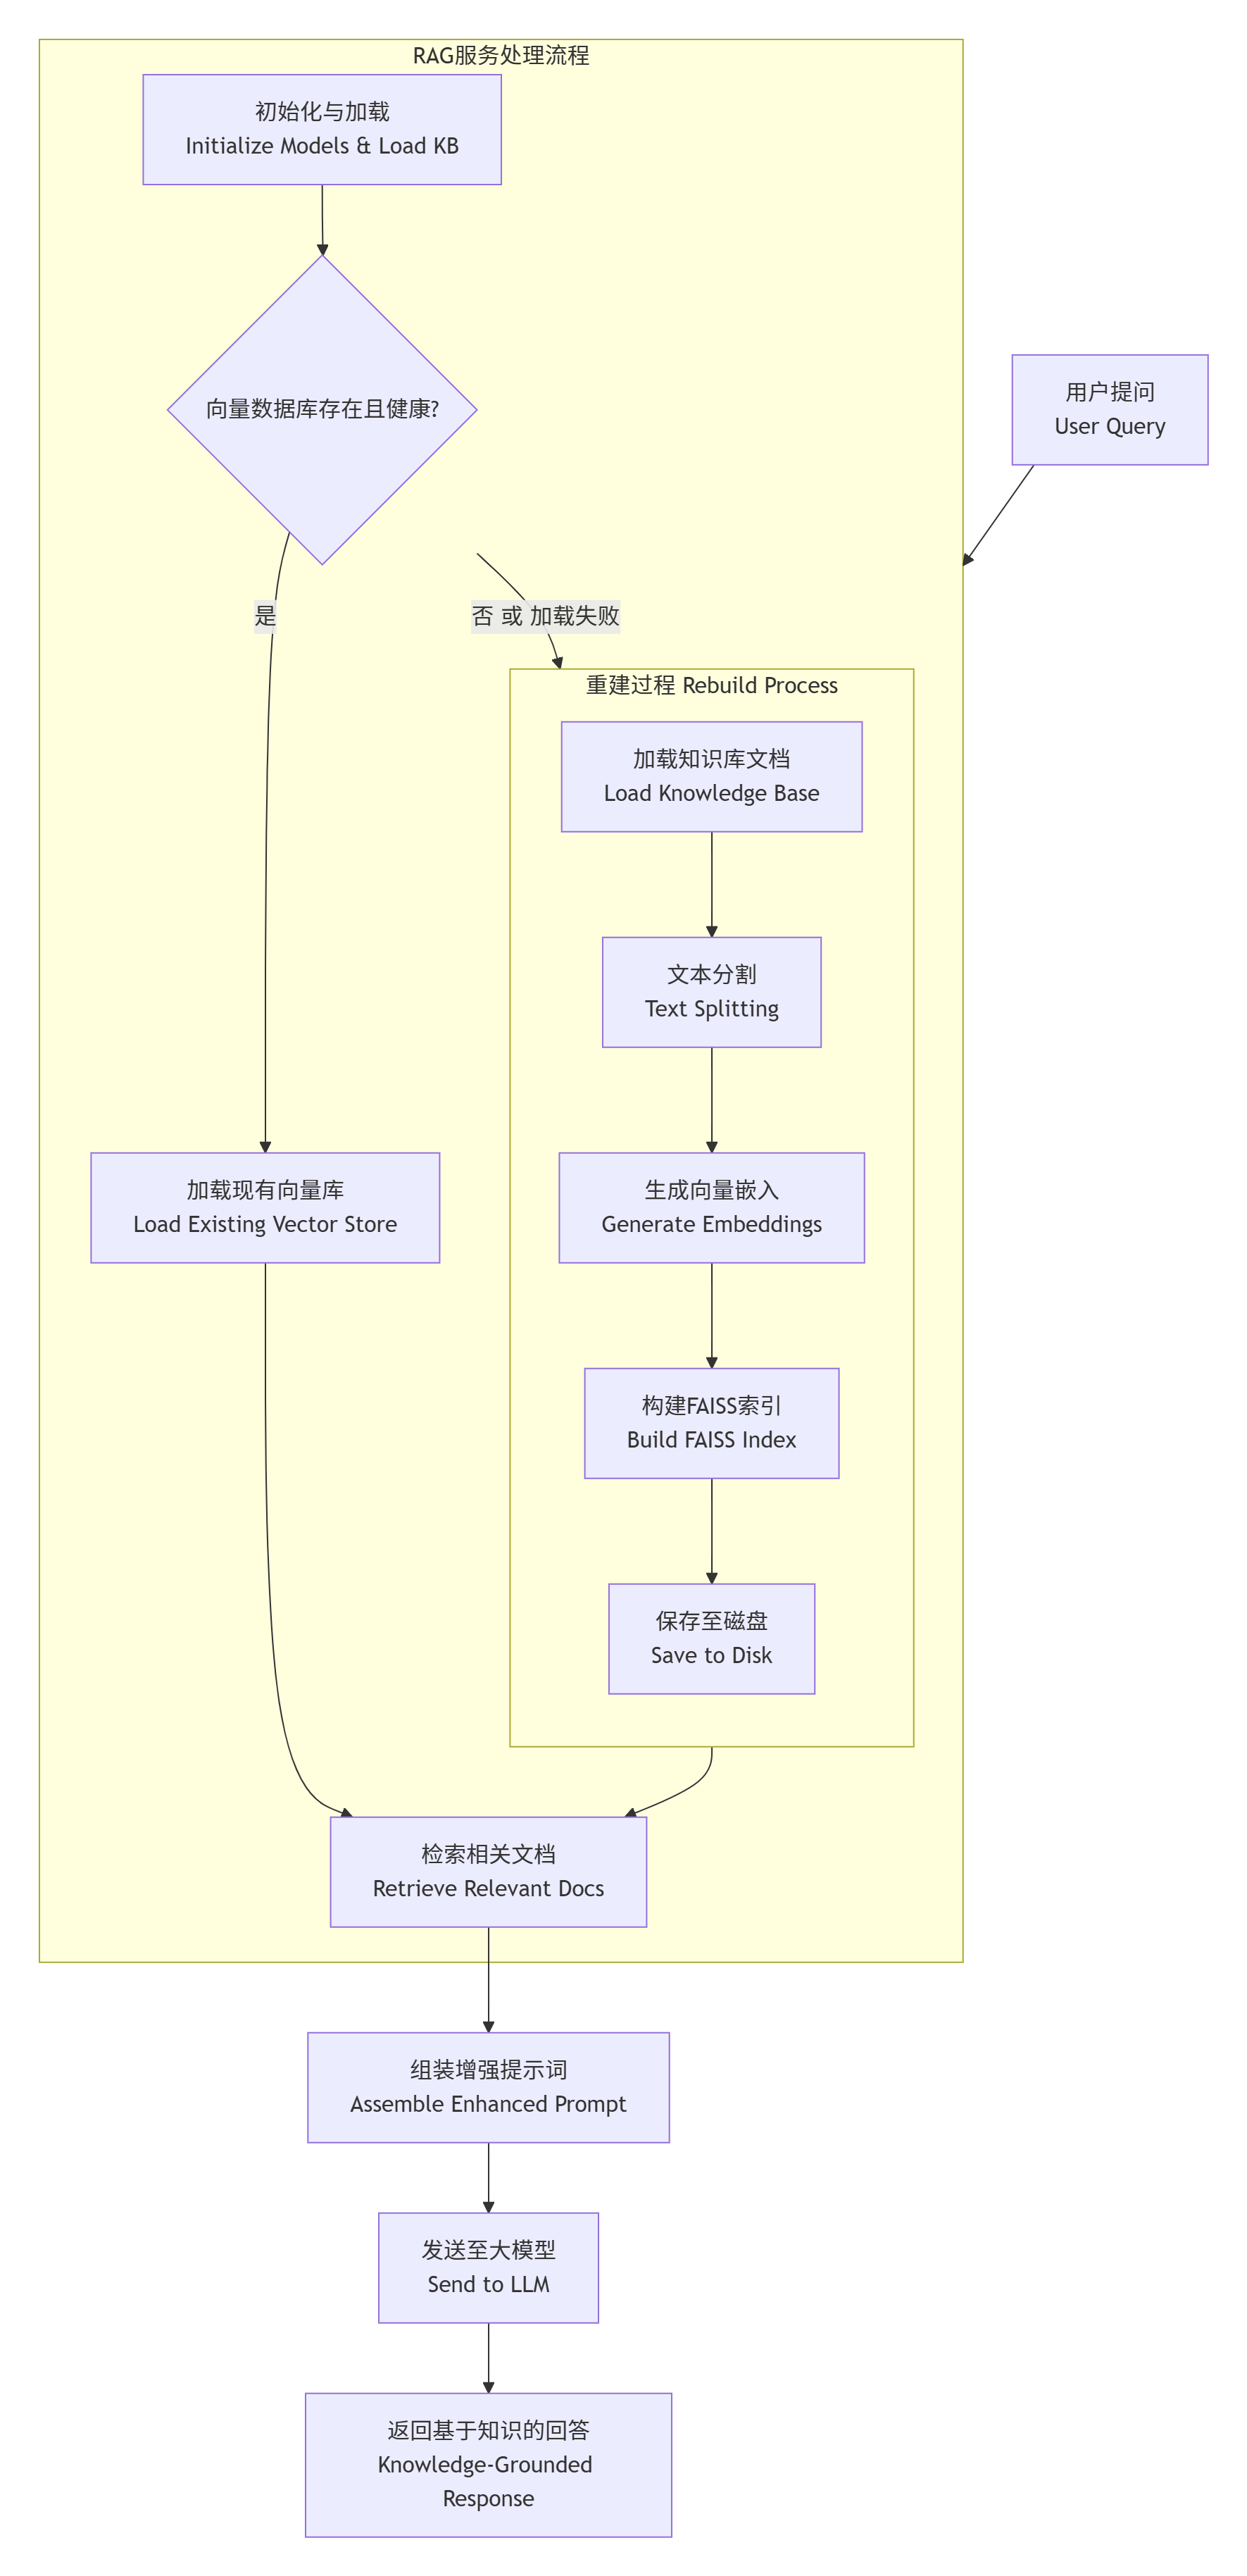 RAG服务处理流程
初始化与加载
Initialize Models & Load KB
向量数据库存在且健康?
用户提问
User Query
是
否 或 加载失败
重建过程 Rebuild Process
加载知识库文档
Load Knowledge Base
文本分割
Text Splitting
加载现有向量库
Load Existing Vector Store
生成向量嵌入
Generate Embeddings
构建FAISS索引
Build FAISS Index
保存至磁盘
Save to Disk
检索相关文档
Retrieve Relevant Docs
组装增强提示词
Assemble Enhanced Prompt
发送至大模型
Send to LLM
返回基于知识的回答
Knowledge-Grounded
Response